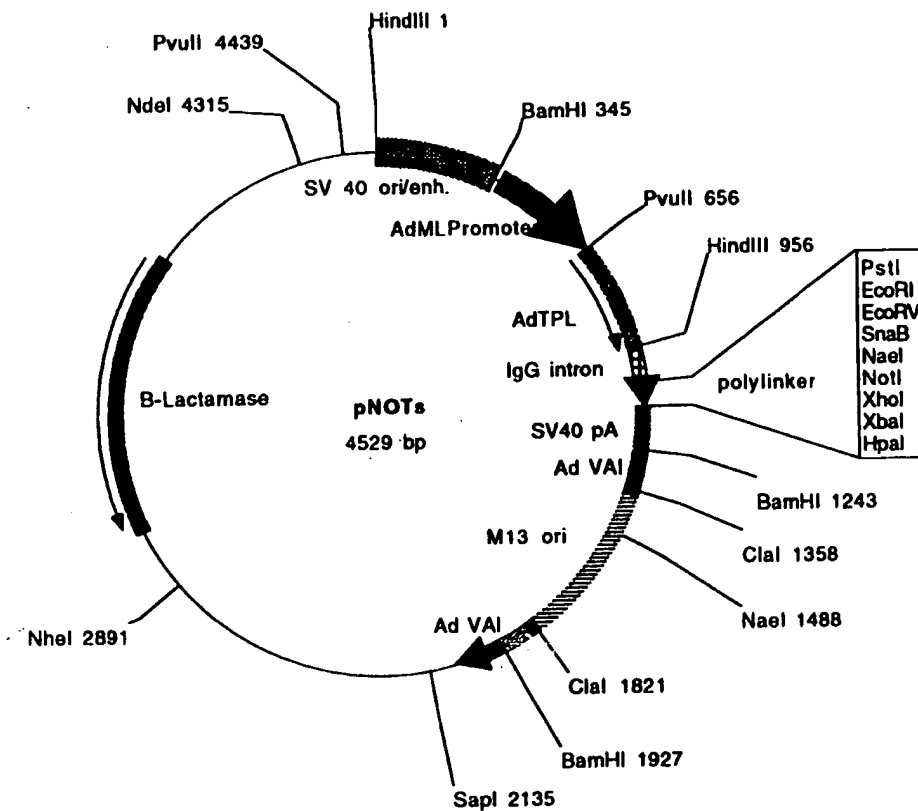 HindIII 1
PvuII 4439
NdeI 4315
BamHI 345
SV 40 ori/enh.
AdMLPromote
PvuII 656
HindIII 956
PstI
EcoRI
EcoRV
SnaB
NaeI
NotI
XhoI
XbaI
HpaI
AdTPL
IgG intron
polylinker
B-Lactamase
pNOTs
4529 bp
SV40 pA
Ad VAI
BamHI 1243
M13 ori
ClaI 1358
NaeI 1488
NheI 2891
Ad VAI
ClaI 1821
BamHI 1927
SapI 2135